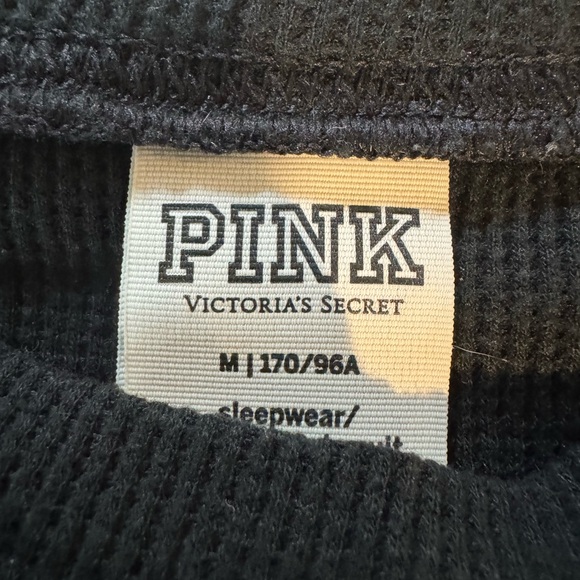 PINK
VICTORIA'S SECRET
M | 170/96A
sleepwear/